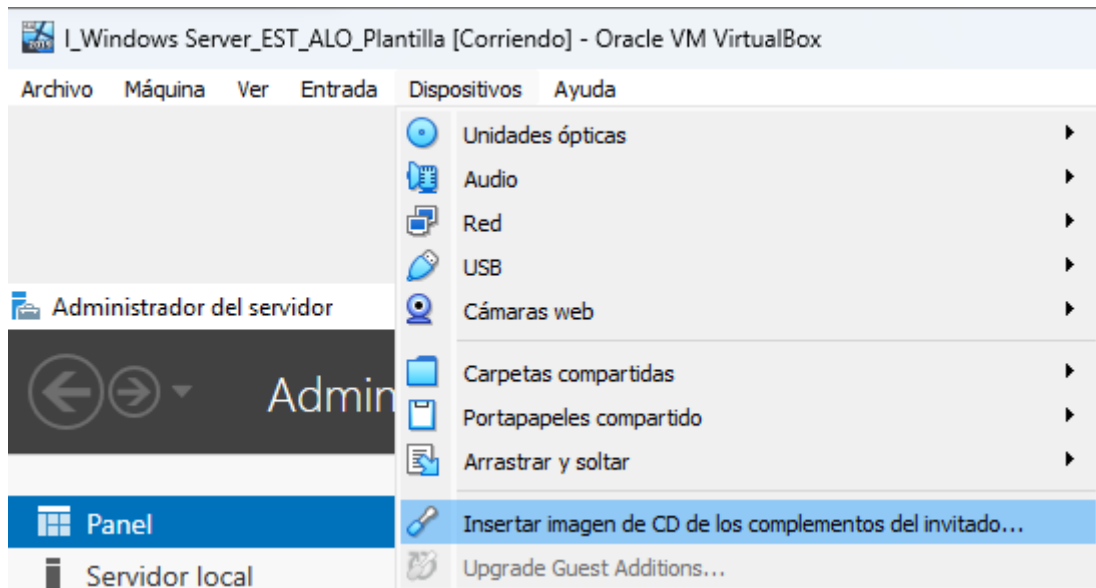 I_Windows Server_EST_ALO_Plantilla [Corriendo] - Oracle VM VirtualBox
Archivo Máquina Ver Entrada Dispositivos Ayuda
Unidades ópticas
Audio
Red
USB
Cámaras web
Carpetas compartidas
Portapapeles compartido
Arrastrar y soltar
Insertar imagen de CD de los complementos del invitado...
Upgrade Guest Additions...
Administrador del servidor
Admin
Panel
Servidor local